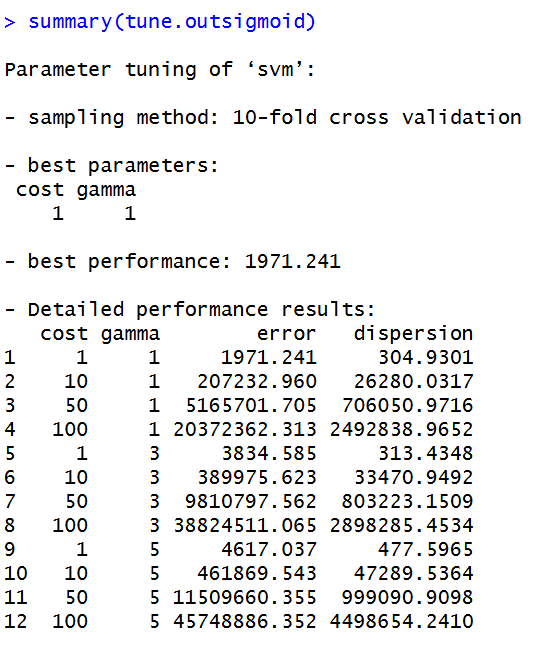 > summary(tune.outsigmoid)
Parameter tuning of ‘svm’:
- sampling method: 10-fold cross validation
- best parameters:
 cost gamma
    1     1
- best performance: 1971.241
- Detailed performance results:
   cost gamma        error   dispersion
1     1     1     1971.241     304.9301
2    10     1   207232.960   26280.0317
3    50     1  5165701.705  706050.9716
4   100     1 20372362.313 2492838.9652
5     1     3     3834.585     313.4348
6    10     3   389975.623   33470.9492
7    50     3  9810797.562  803223.1509
8   100     3 38824511.065 2898285.4534
9     1     5     4617.037     477.5965
10   10     5   461869.543   47289.5364
11   50     5 11509660.355  999090.9098
12  100     5 45748886.352 4498654.2410